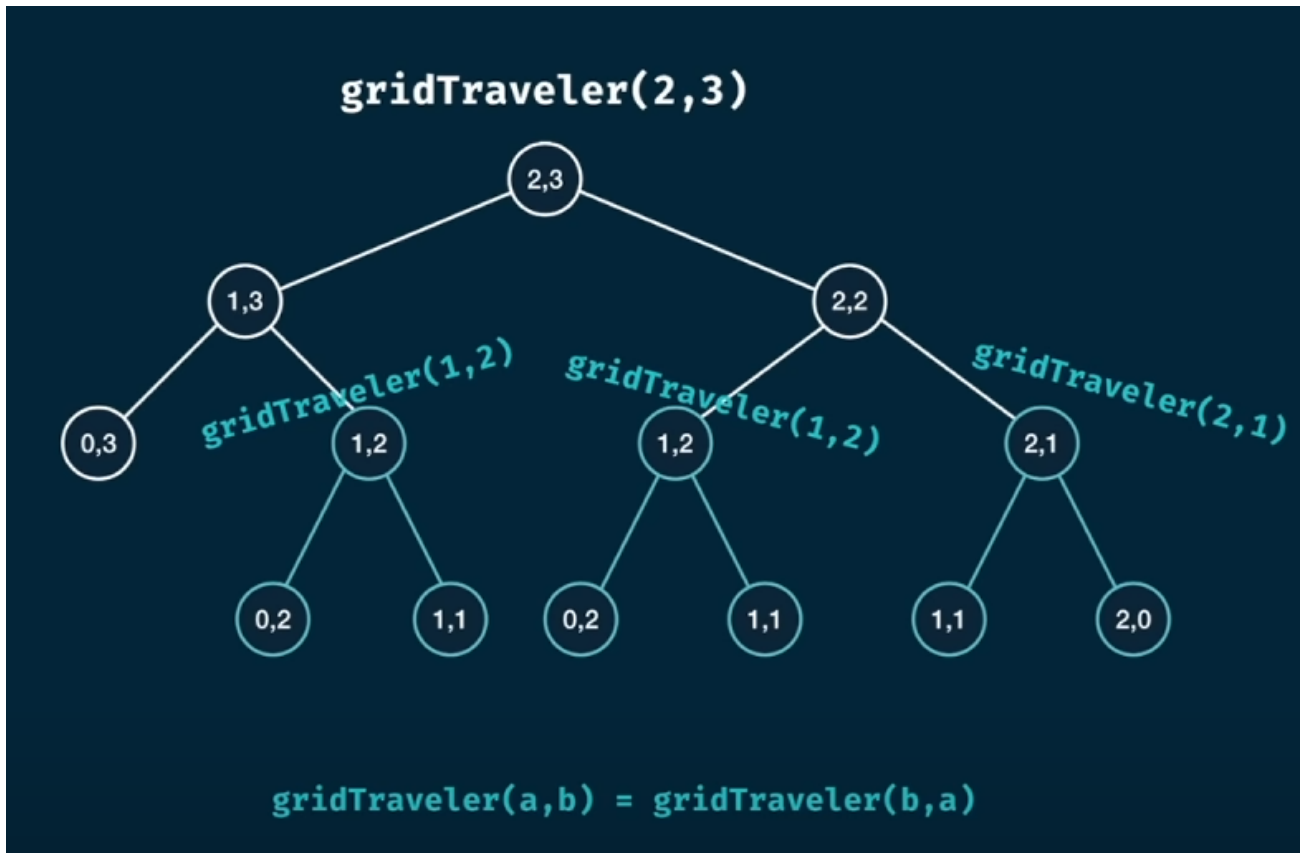 gridTraveler(2,3)
2,3
1,3
2,2
gridTraveler(1,2)
gridTraveler(1,2)
gridTraveler(2,1)
0,3
1,2
1,2
2,1
0,2
1,1
0,2
1,1
1,1
2,0
gridTraveler(a,b) = gridTraveler(b,a)